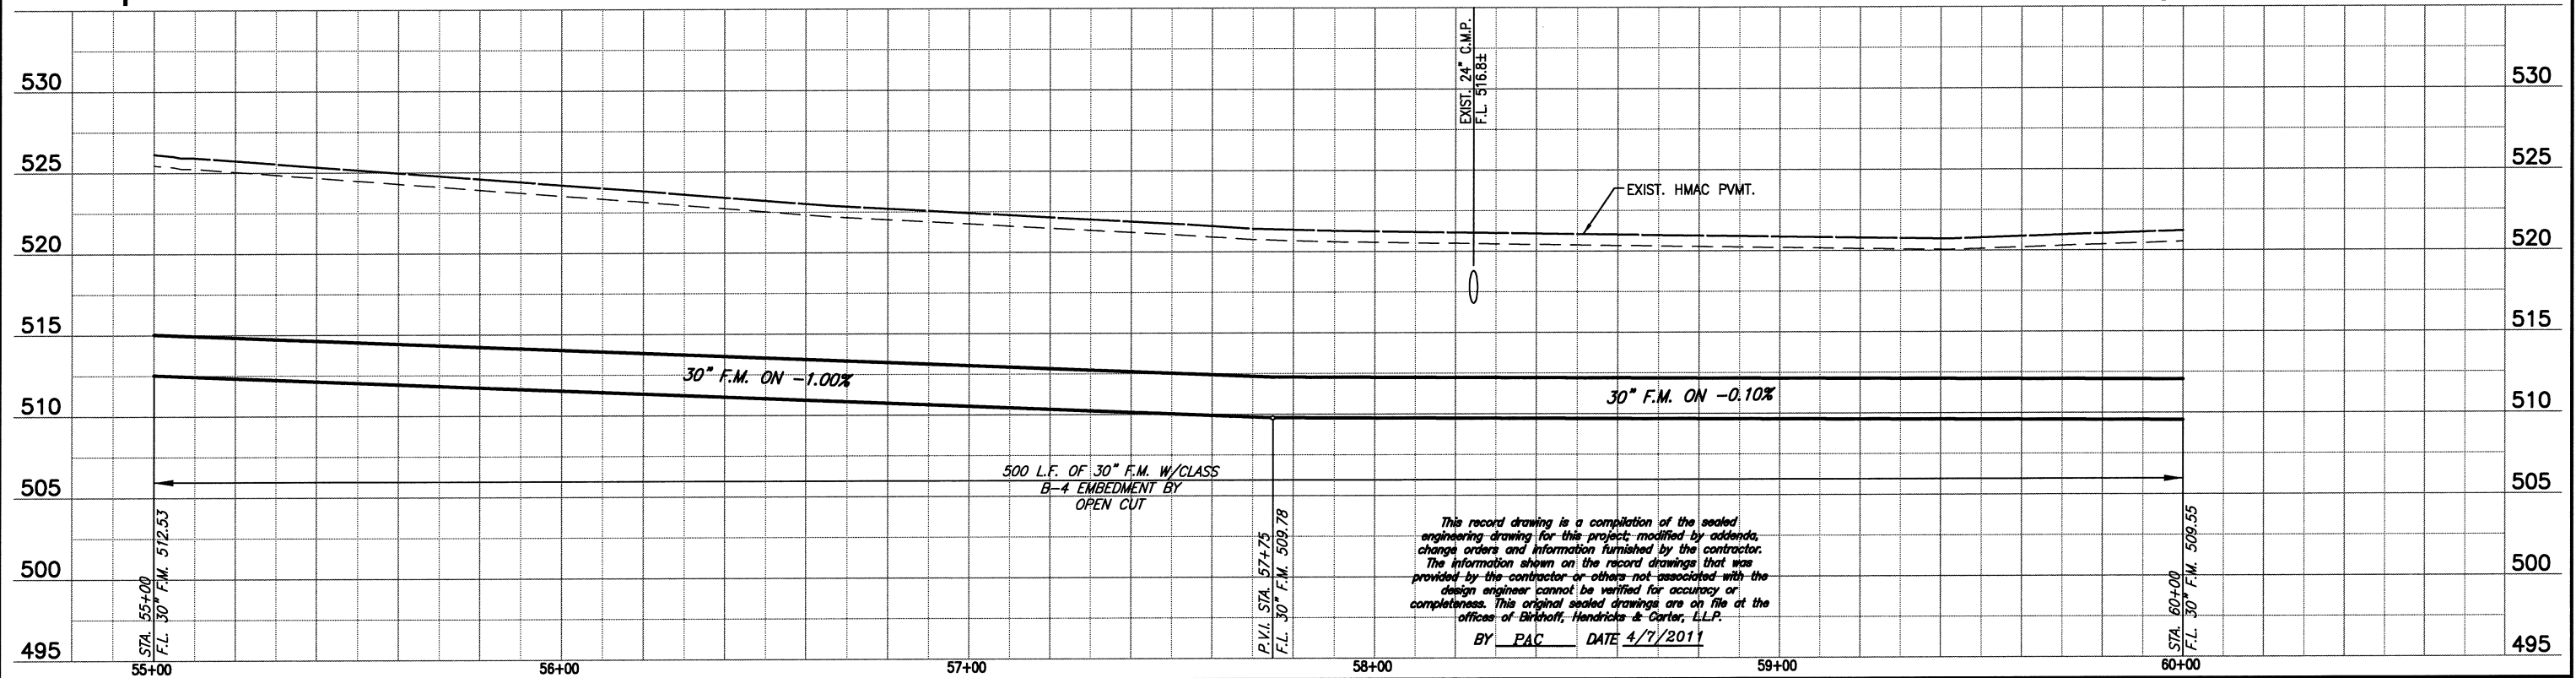 530
525
520
515
510
505
500
495
530
525
520
515
510
505
500
495
EXIST. 24" C.M.P.
F.L. 516.8±
EXIST. HMAC PVMT.
30" F.M. ON -1.00%
30" F.M. ON -0.10%
500 L.F. OF 30" F.M. W/CLASS
B-4 EMBEDMENT BY
OPEN CUT
STA. 55+00
F.L. 30" F.M. 512.53
P.V.I. STA. 57+75
F.L. 30" F.M. 509.78
STA. 60+00
F.L. 30" F.M. 509.55
This record drawing is a compilation of the sealed
engineering drawing for this project; modified by addenda,
change orders and information furnished by the contractor.
The information shown on the record drawings that was
provided by the contractor or others not associated with the
design engineer cannot be verified for accuracy or
completeness. This original sealed drawings are on file at the
offices of Birkhoff, Hendricks & Carter, L.L.P.
BY PAC DATE 4/7/2011
55+00
56+00
57+00
58+00
59+00
60+00